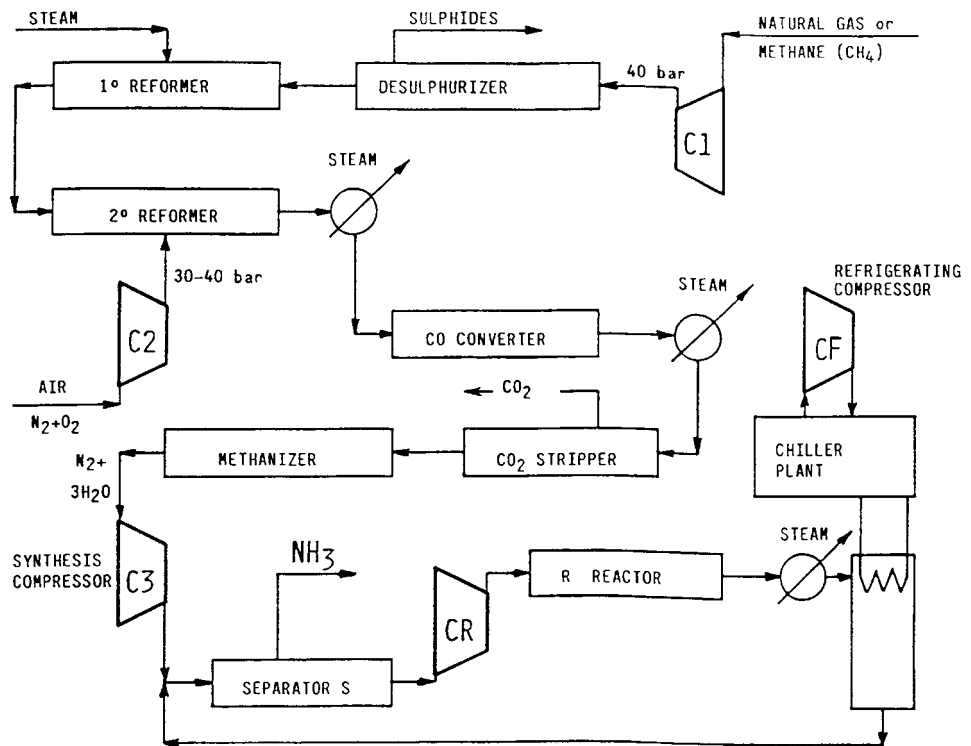 STEAM
SULPHIDES
NATURAL GAS or
METHANE (CH4)
1º REFORMER
DESULPHURIZER
40 bar
C1
STEAM
2º REFORMER
30-40 bar
REFRIGERATING
COMPRESSOR
STEAM
C2
CO CONVERTER
CF
AIR
N2+O2
CO2
METHANIZER
CO2 STRIPPER
CHILLER
PLANT
N2+
3H2O
STEAM
SYNTHESIS
COMPRESSOR
C3
NH3
R REACTOR
CR
SEPARATOR S